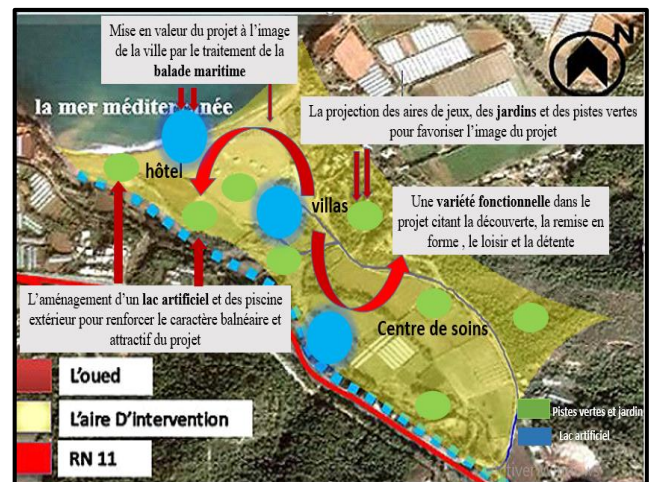 Mise en valeur du projet à l'image
de la ville par le traitement de la
balade maritime
N
la mer méditerranée
La projection des aires de jeux, des jardins et des pistes vertes
pour favoriser l'image du projet
hôtel
villas
Une variété fonctionnelle dans le
projet citant la découverte, la remise en
forme , le loisir et la détente
L'aménagement d'un lac artificiel et des piscine
extérieur pour renforcer le caractère balnéaire et
attractif du projet
Centre de soins
L'oued
L'aire D'intervention
RN 11
Pistes vertes et jardin
Lac artificiel